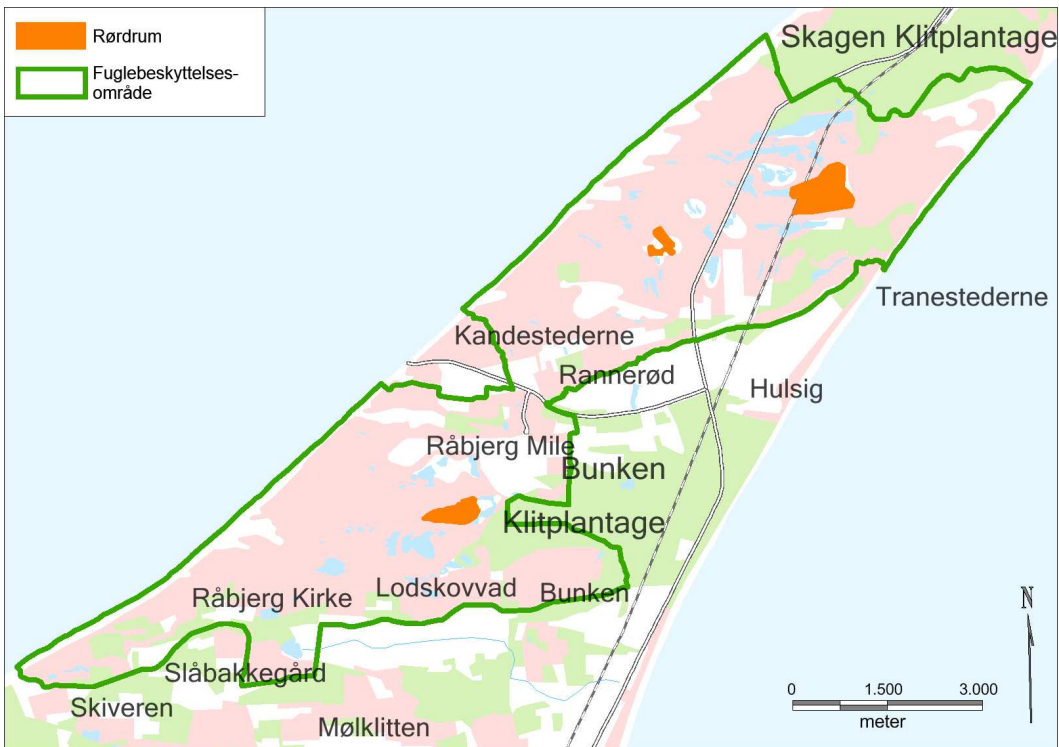 Rørdrum
Fuglebeskyttelses-
område
Skagen Klitplantage
Tranestederne
Kandestederne
Rannerød
Hulsig
Råbjerg Mile
Bunken
Klitplantage
Lodskovvad
Bunken
Råbjerg Kirke
Slåbakkegård
Skiveren
Mølklitten
N
0 1.500 3.000
meter